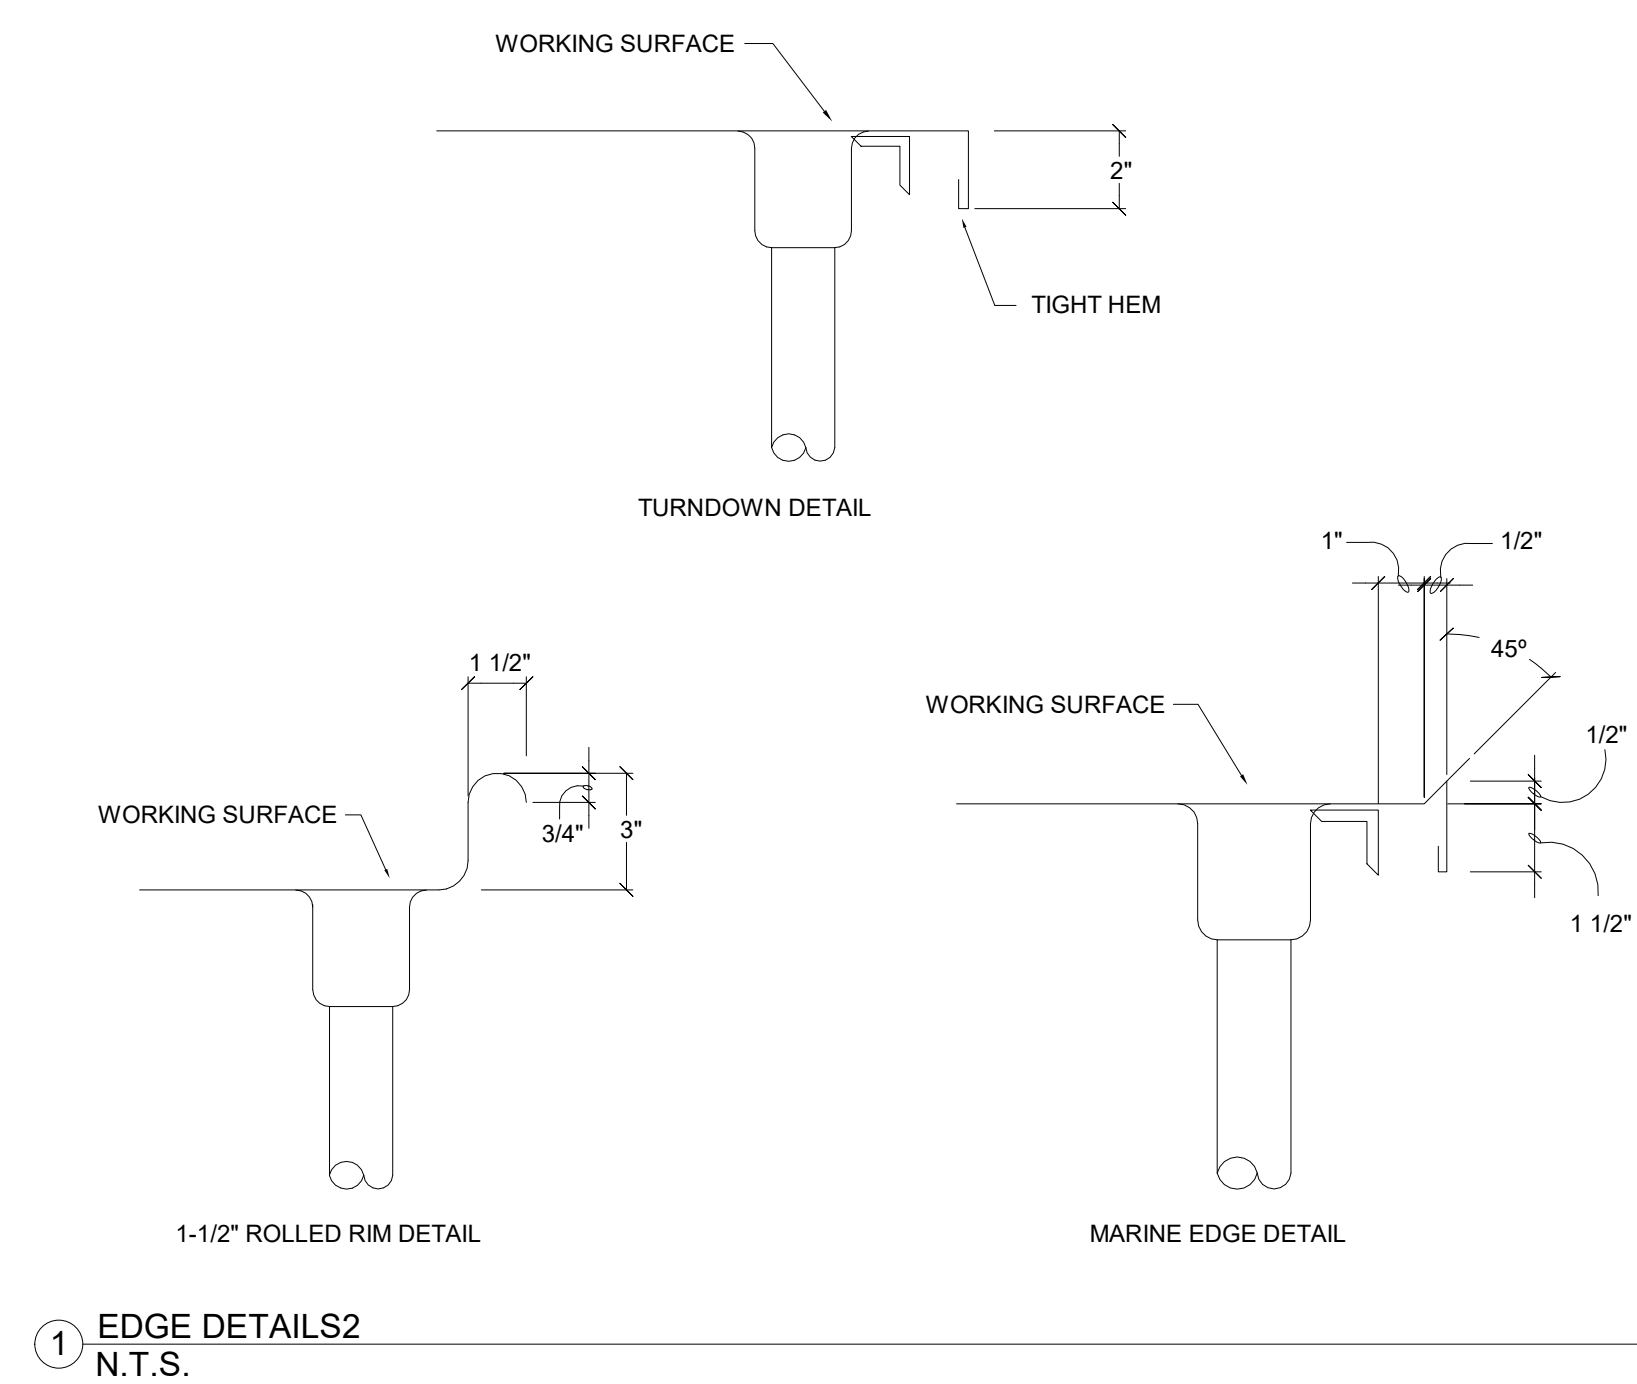 WORKING SURFACE
2"
TIGHT HEM
TURNDOWN DETAIL
1"
1/2"
45º
1 1/2"
WORKING SURFACE
1/2"
WORKING SURFACE
3/4"
3"
1 1/2"
1-1/2" ROLLED RIM DETAIL
MARINE EDGE DETAIL
1
EDGE DETAILS2
N.T.S.